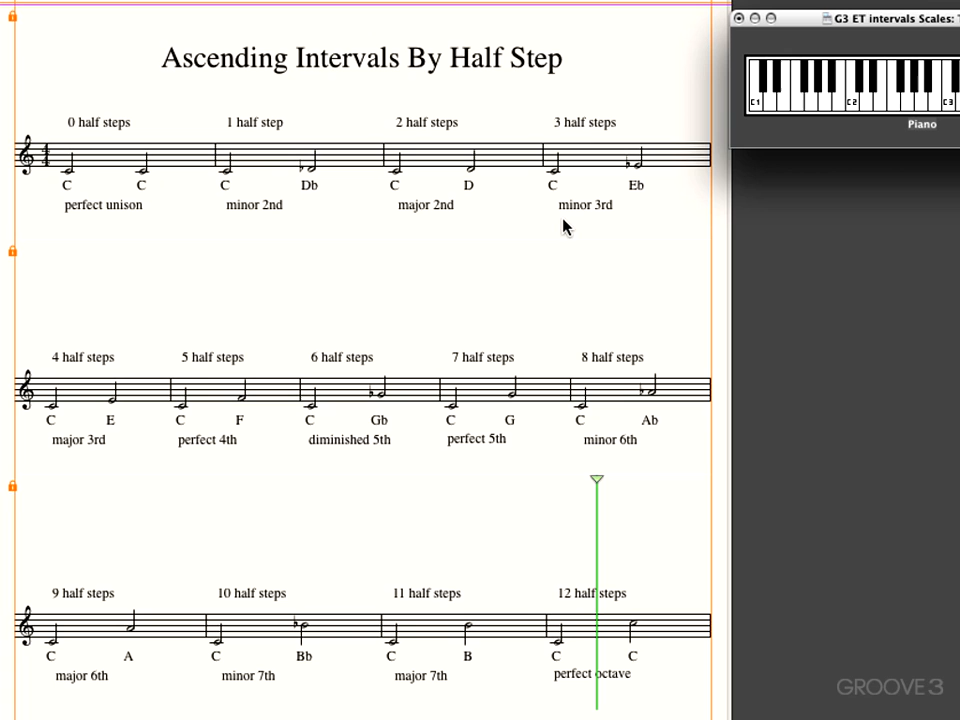 G3 ET intervals Scales:
Ascending Intervals By Half Step
C1 C2 C3
Piano
0 half steps 1 half step 2 half steps 3 half steps
C C C Db C D C Eb
perfect unison minor 2nd major 2nd minor 3rd
4 half steps 5 half steps 6 half steps 7 half steps 8 half steps
C E C F C Gb C G C Ab
major 3rd perfect 4th diminished 5th perfect 5th minor 6th
9 half steps 10 half steps 11 half steps 12 half steps
C A C Bb C B C C
major 6th minor 7th major 7th perfect octave
GROOVE3